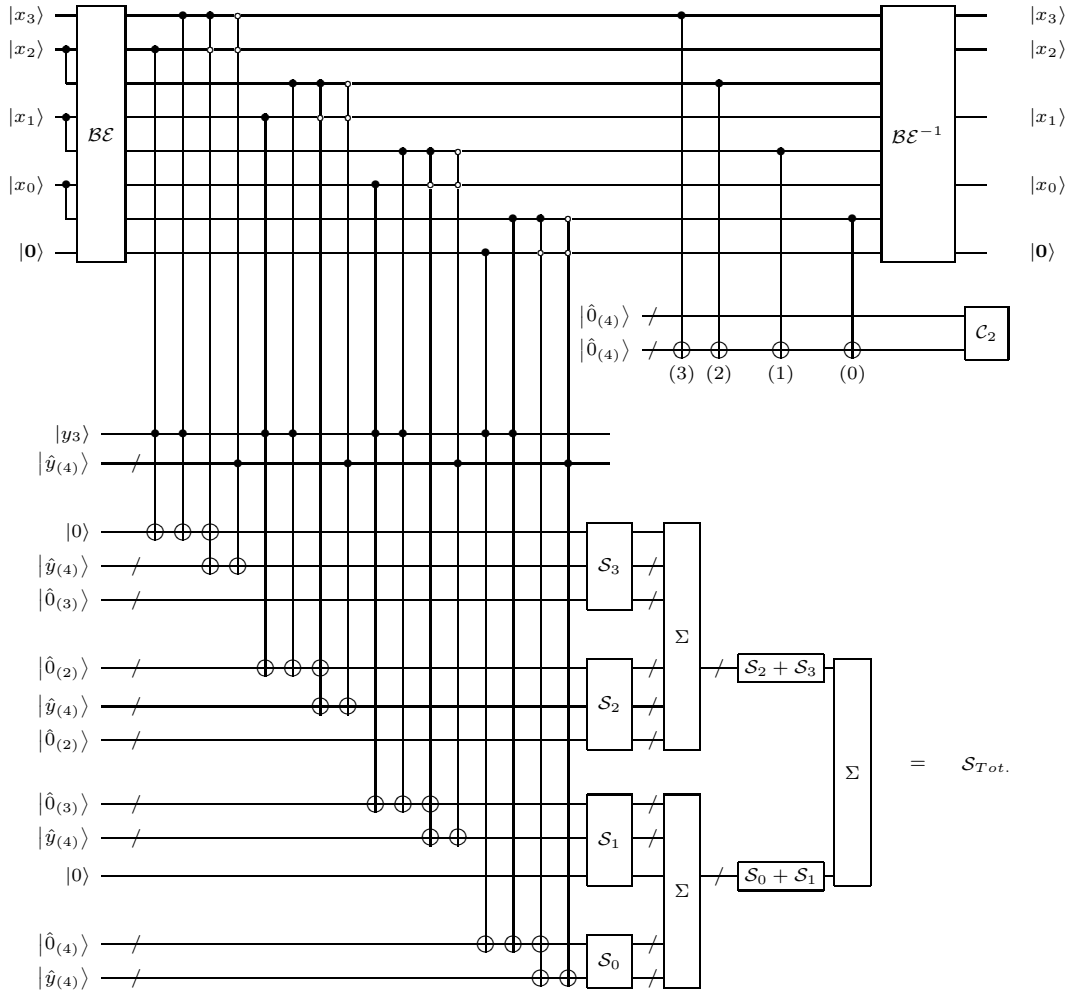 |x₃⟩ |x₃⟩
|x₂⟩ |x₂⟩
|x₁⟩ ℬℰ ℬℰ⁻¹ |x₁⟩
|x₀⟩ |x₀⟩
|𝟎⟩ |𝟎⟩
|0̂₍₄₎⟩ 𝒞₂
|0̂₍₄₎⟩
(3) (2) (1) (0)
|y₃⟩
|ŷ₍₄₎⟩
|0⟩
|ŷ₍₄₎⟩ 𝒮₃
|0̂₍₃₎⟩
Σ
|0̂₍₂₎⟩ 𝒮₂ + 𝒮₃
|ŷ₍₄₎⟩ 𝒮₂
|0̂₍₂₎⟩
Σ = 𝒮_Tot.
|0̂₍₃₎⟩
|ŷ₍₄₎⟩ 𝒮₁
|0⟩ Σ 𝒮₀ + 𝒮₁
|0̂₍₄₎⟩ 𝒮₀
|ŷ₍₄₎⟩